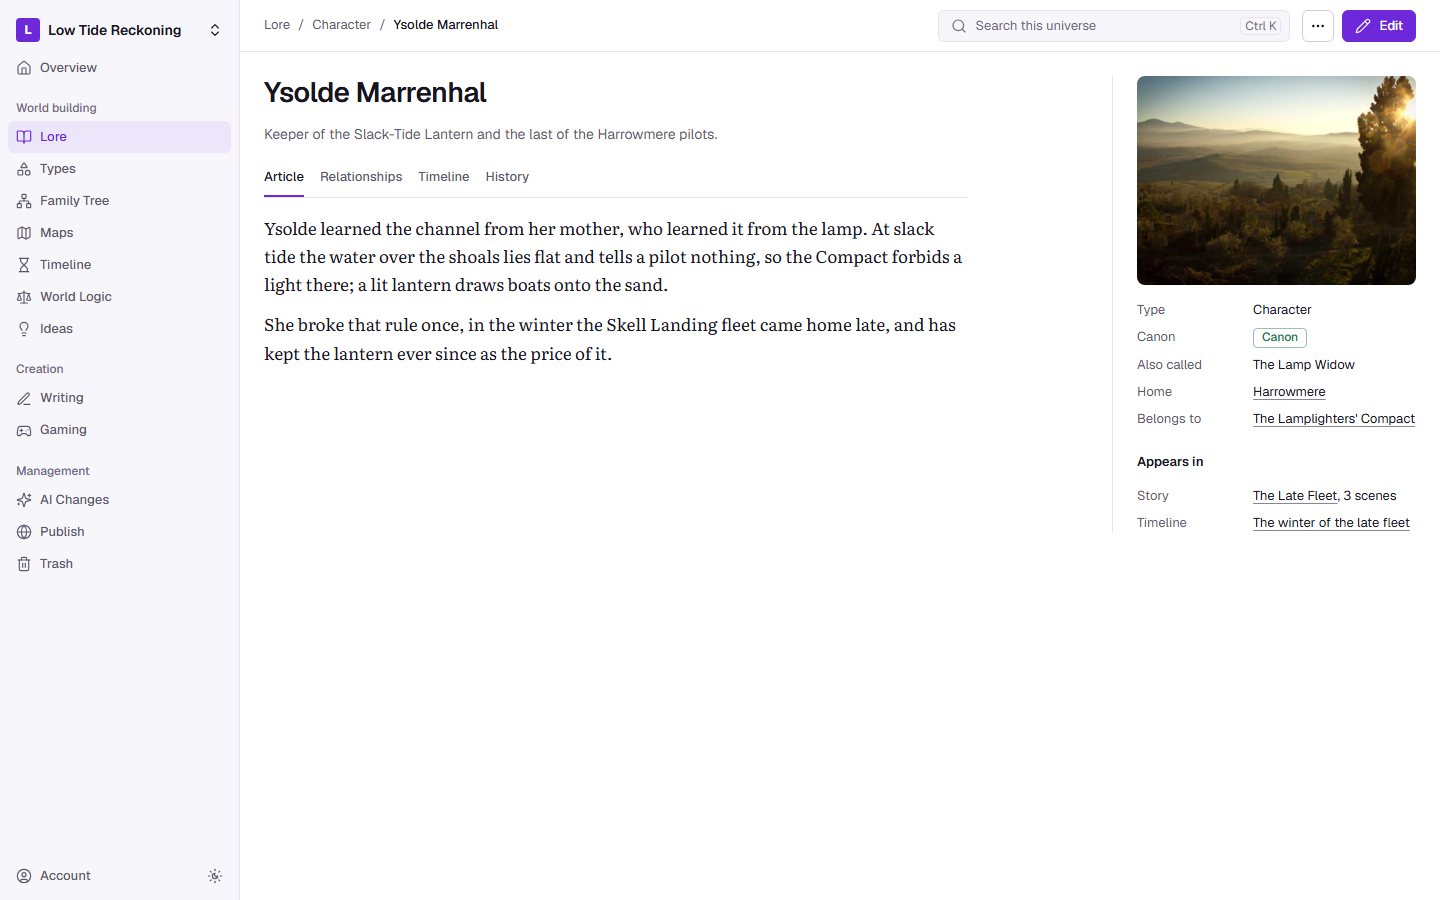 L Low Tide Reckoning
Overview
World building
Lore
Types
Family Tree
Maps
Timeline
World Logic
Ideas
Creation
Writing
Gaming
Management
AI Changes
Publish
Trash
Account
Lore / Character / Ysolde Marrenhal
Search this universe Ctrl K
Edit
Ysolde Marrenhal
Keeper of the Slack-Tide Lantern and the last of the Harrowmere pilots.
Article Relationships Timeline History
Ysolde learned the channel from her mother, who learned it from the lamp. At slack
tide the water over the shoals lies flat and tells a pilot nothing, so the Compact forbids a
light there; a lit lantern draws boats onto the sand.
She broke that rule once, in the winter the Skell Landing fleet came home late, and has
kept the lantern ever since as the price of it.
Type Character
Canon Canon
Also called The Lamp Widow
Home Harrowmere
Belongs to The Lamplighters' Compact
Appears in
Story The Late Fleet, 3 scenes
Timeline The winter of the late fleet